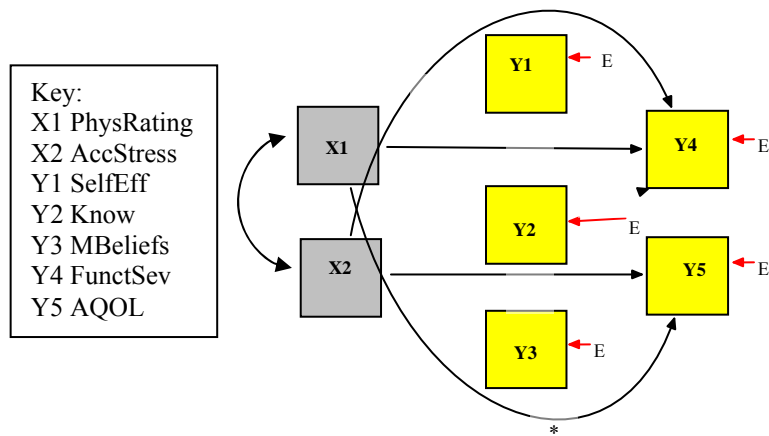 Key:
X1 PhysRating
X2 AccStress
Y1 SelfEff
Y2 Know
Y3 MBeliefs
Y4 FunctSev
Y5 AQOL
X1
X2
Y1
E
Y2
E
Y3
E
Y4
E
Y5
E
*